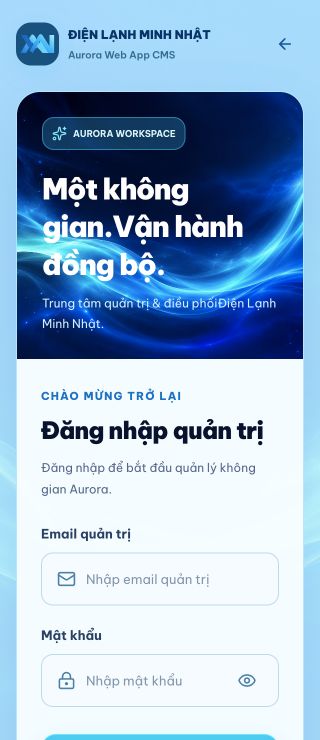 ĐIỆN LẠNH MINH NHẬT
Aurora Web App CMS
AURORA WORKSPACE
Một không
gian.Vận hành
đồng bộ.
Trung tâm quản trị & điều phốiĐiện Lạnh
Minh Nhật.
CHÀO MỪNG TRỞ LẠI
Đăng nhập quản trị
Đăng nhập để bắt đầu quản lý không
gian Aurora.
Email quản trị
Nhập email quản trị
Mật khẩu
Nhập mật khẩu